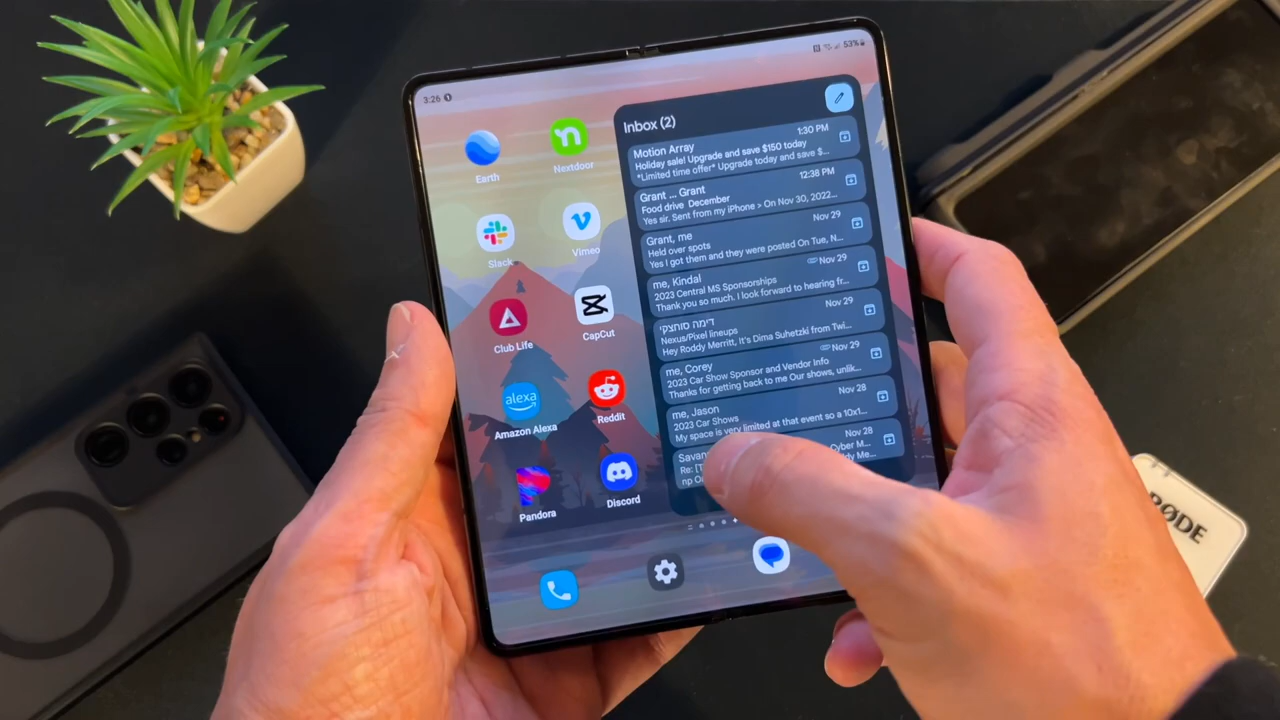 3:26
53%
Earth
Nextdoor
Slack
Vimeo
Club Life
CapCut
alexa
Amazon Alexa
Reddit
Pandora
Discord
Inbox (2)
Motion Array
1:30 PM
Holiday sale! Upgrade and save $150 today
*Limited time offer* Upgrade today and save $...
Grant ... Grant
12:38 PM
Food drive December
Yes sir. Sent from my iPhone > On Nov 30, 2022...
Grant, me
Nov 29
Held over spots
Yes I got them and they were posted On Tue, N...
me, Kindal
Nov 29
2023 Central MS Sponsorships
Thank you so much. I look forward to hearing fr...
דימה סוחצקי
Nov 29
Nexus/Pixel lineups
Hey Roddy Merritt, It's Dima Suhetzki from Twi...
me, Corey
Nov 29
2023 Car Show Sponsor and Vendor Info
Thanks for getting back to me Our shows, unlik...
me, Jason
Nov 28
2023 Car Shows
My space is very limited at that event so a 10x1...
Nov 28
Re:
Cyber M...
RØDE